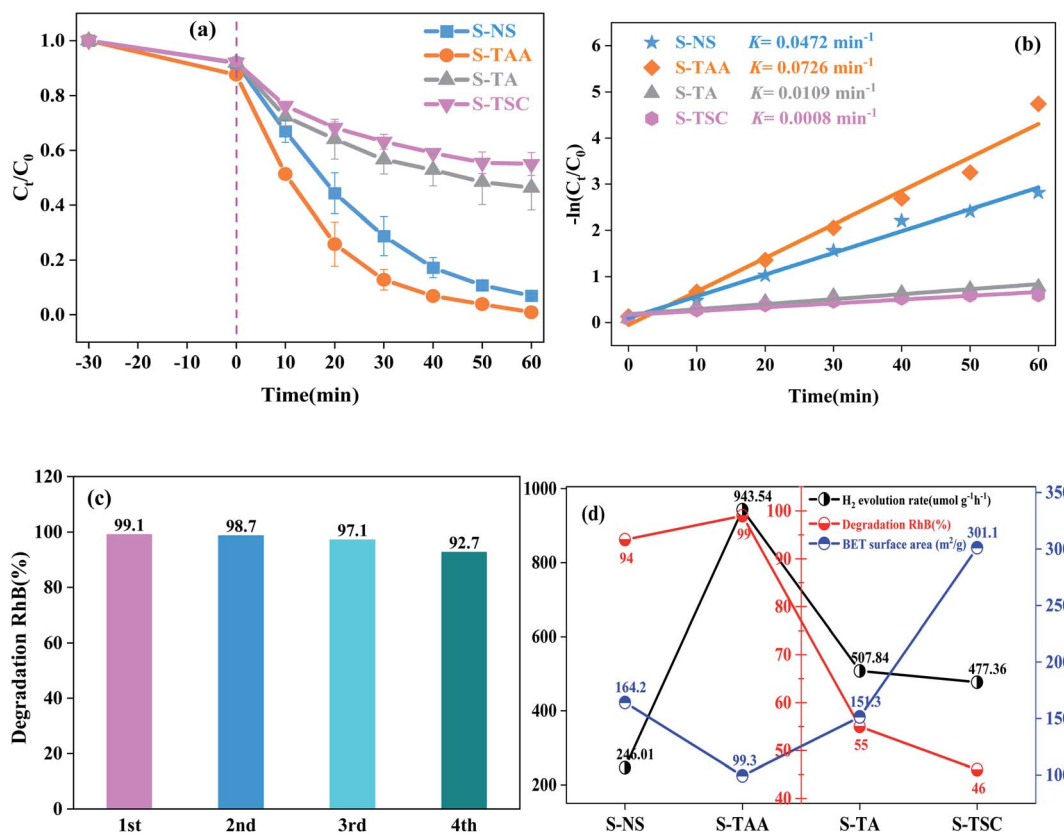 (a)
S-NS
S-TAA
S-TA
S-TSC
1.0
0.8
0.6
0.4
0.2
0.0
Ct/C0
-30 -20 -10 0 10 20 30 40 50 60
Time(min)
(b)
S-NS K= 0.0472 min-1
S-TAA K= 0.0726 min-1
S-TA K= 0.0109 min-1
S-TSC K= 0.0008 min-1
6
5
4
3
2
1
0
-ln(Ct/C0)
0 10 20 30 40 50 60
Time(min)
(c)
120
100
80
60
40
20
0
Degradation RhB(%)
99.1 98.7 97.1 92.7
1st 2nd 3rd 4th
(d)
H2 evolution rate(umol g-1h-1)
Degradation RhB(%)
BET surface area (m2/g)
1000
800
600
400
200
100
90
80
70
60
50
40
350
300
250
200
150
100
943.54
99
94
301.1
507.84
477.36
164.2
151.3
55
246.01
99.3
46
S-NS S-TAA S-TA S-TSC